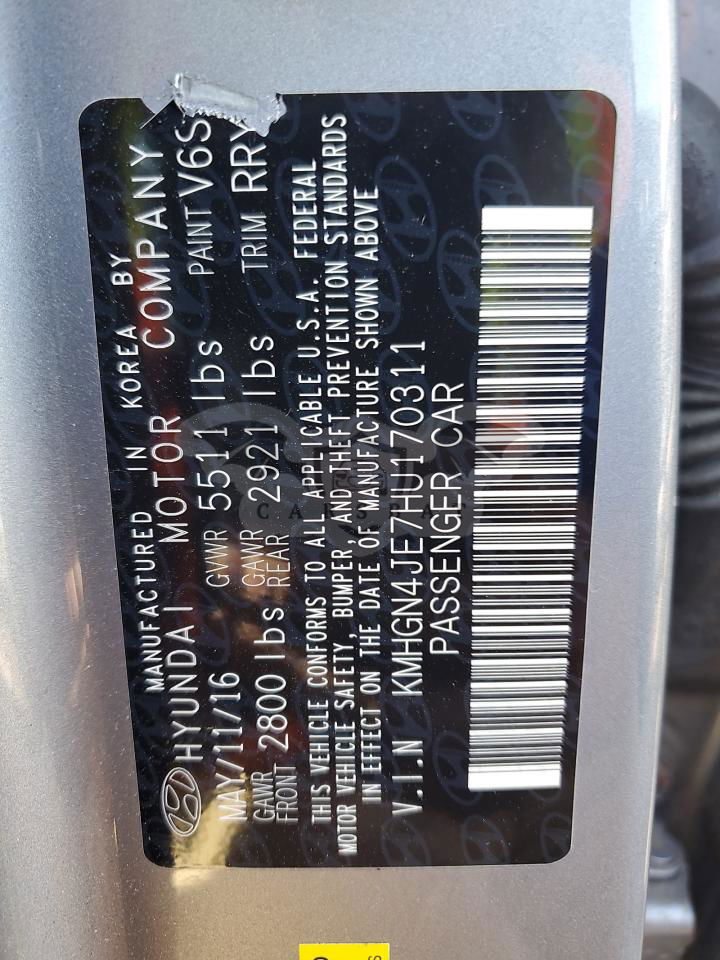 MANUFACTURED IN KOREA BY
HYUNDAI MOTOR COMPANY
MAY/11/16 GVWR 5511 lbs PAINT V6S
GAWR FRONT 2800 lbs GAWR REAR 2921 lbs TRIM RRY
THIS VEHICLE CONFORMS TO ALL APPLICABLE U.S.A. FEDERAL
MOTOR VEHICLE SAFETY, BUMPER, AND THEFT PREVENTION STANDARDS
IN EFFECT ON THE DATE OF MANUFACTURE SHOWN ABOVE
V.I.N KMHGN4JE7HU170311
PASSENGER CAR